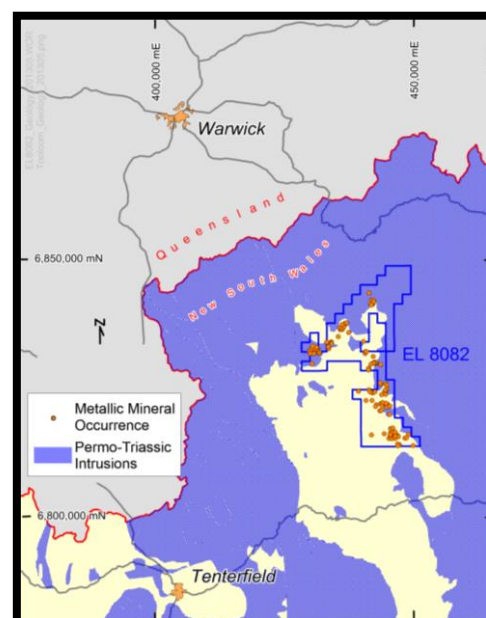 400,000 mE
450,000 mE
Warwick
Queensland
New South Wales
6,850,000 mN
N
EL 8082
Metallic Mineral
Occurrence
Permo-Triassic
Intrusions
6,800,000 mN
Tenterfield